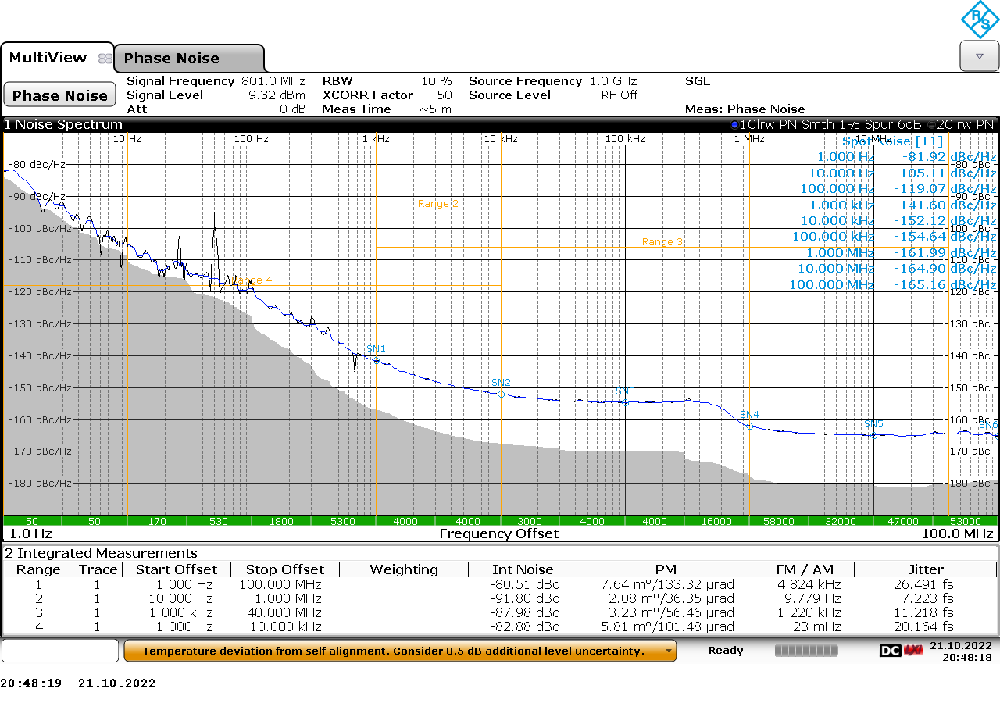 R&S
MultiView Phase Noise
Phase Noise
Signal Frequency 801.0 MHz RBW 10 % Source Frequency 1.0 GHz SGL
Signal Level 9.32 dBm XCORR Factor 50 Source Level RF Off
Att 0 dB Meas Time ~5 m Meas: Phase Noise
1 Noise Spectrum 1Clrw PN Smth 1% Spur 6dB 2Clrw PN
10 Hz 100 Hz 1 kHz 10 kHz 100 kHz 1 MHz 10 MHz
Spot Noise [T1]
1.000 Hz -81.92 dBc/Hz
10.000 Hz -105.11 dBc/Hz
100.000 Hz -119.07 dBc/Hz
1.000 kHz -141.60 dBc/Hz
10.000 kHz -152.12 dBc/Hz
100.000 kHz -154.64 dBc/Hz
1.000 MHz -161.99 dBc/Hz
10.000 MHz -164.90 dBc/Hz
100.000 MHz -165.16 dBc/Hz
-80 dBc/Hz -80 dBc
-90 dBc/Hz -90 dBc
Range 2
-100 dBc/Hz -100 dBc
Range 3
-110 dBc/Hz -110 dBc
Range 4
-120 dBc/Hz -120 dBc
-130 dBc/Hz -130 dBc
SN1
-140 dBc/Hz -140 dBc
SN2
-150 dBc/Hz -150 dBc
SN3
SN4
-160 dBc/Hz -160 dBc
SN5 SN6
-170 dBc/Hz -170 dBc
-180 dBc/Hz -180 dBc
50 50 170 530 1800 5300 4000 4000 3000 4000 4000 16000 58000 32000 47000 53000
1.0 Hz Frequency Offset 100.0 MHz
2 Integrated Measurements
Range Trace Start Offset Stop Offset Weighting Int Noise PM FM / AM Jitter
1 1 1.000 Hz 100.000 MHz -80.51 dBc 7.64 m°/133.32 µrad 4.824 kHz 26.491 fs
2 1 10.000 Hz 1.000 MHz -91.80 dBc 2.08 m°/36.35 µrad 9.779 Hz 7.223 fs
3 1 1.000 kHz 40.000 MHz -87.98 dBc 3.23 m°/56.46 µrad 1.220 kHz 11.218 fs
4 1 1.000 Hz 10.000 kHz -82.88 dBc 5.81 m°/101.48 µrad 23 mHz 20.164 fs
Temperature deviation from self alignment. Consider 0.5 dB additional level uncertainty. Ready DC LXI 21.10.2022
20:48:18
20:48:19 21.10.2022